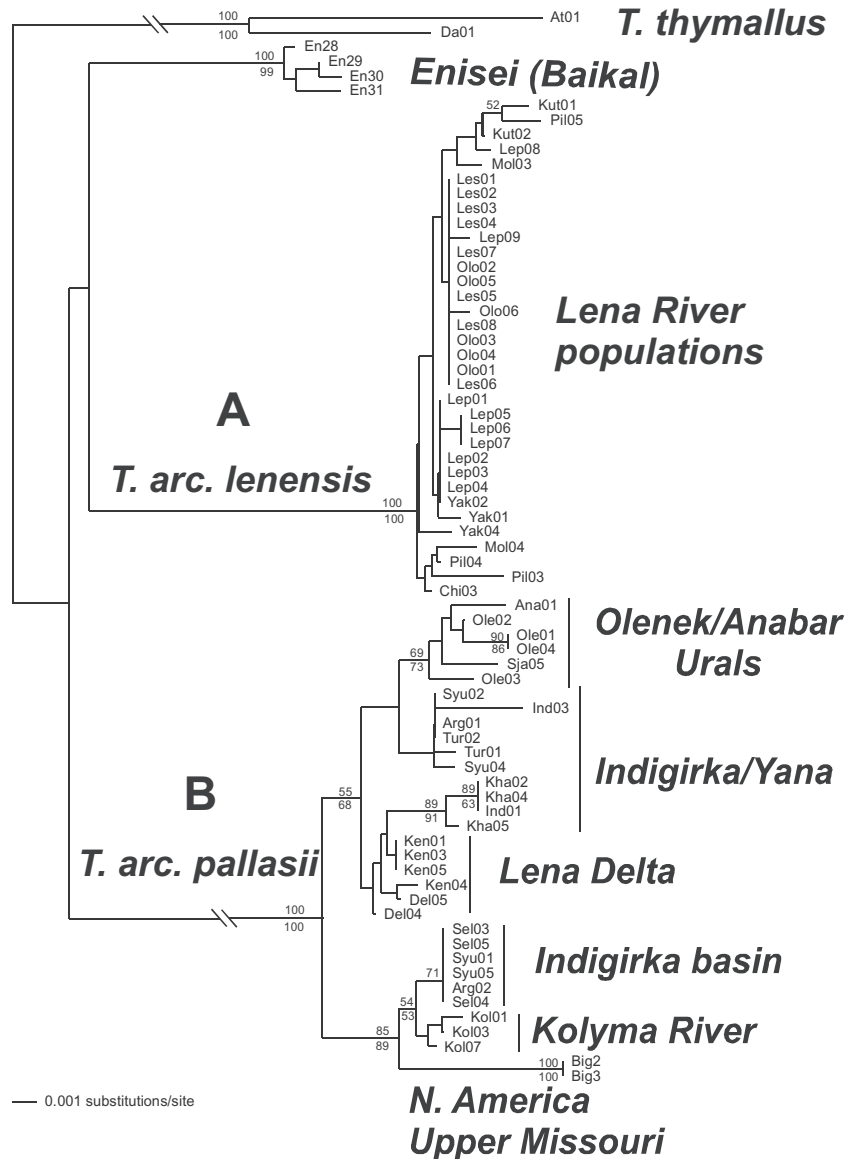 100
100
At01
Da01
T. thymallus
100
99
En28
En29
En30
En31
Enisei (Baikal)
52
Kut01
Pil05
Kut02
Lep08
Mol03
Les01
Les02
Les03
Les04
Lep09
Les07
Olo02
Olo05
Les05
Olo06
Les08
Olo03
Olo04
Olo01
Les06
Lep01
Lep05
Lep06
Lep07
Lep02
Lep03
Lep04
Yak02
Yak01
Yak04
Mol04
Pil04
Pil03
Chi03
Lena River
populations
A
T. arc. lenensis
100
100
Ana01
Ole02
90
86
Ole01
Ole04
Sja05
Ole03
69
73
Olenek/Anabar
Urals
Syu02
Ind03
Arg01
Tur02
Tur01
Syu04
89
63
Kha02
Kha04
Ind01
89
91
Kha05
Indigirka/Yana
B
T. arc. pallasii
55
68
Ken01
Ken03
Ken05
Ken04
Del05
Del04
Lena Delta
100
100
Sel03
Sel05
Syu01
Syu05
Arg02
Sel04
71
Indigirka basin
54
53
Kol01
Kol03
Kol07
Kolyma River
85
89
100
100
Big2
Big3
N. America
Upper Missouri
0.001 substitutions/site